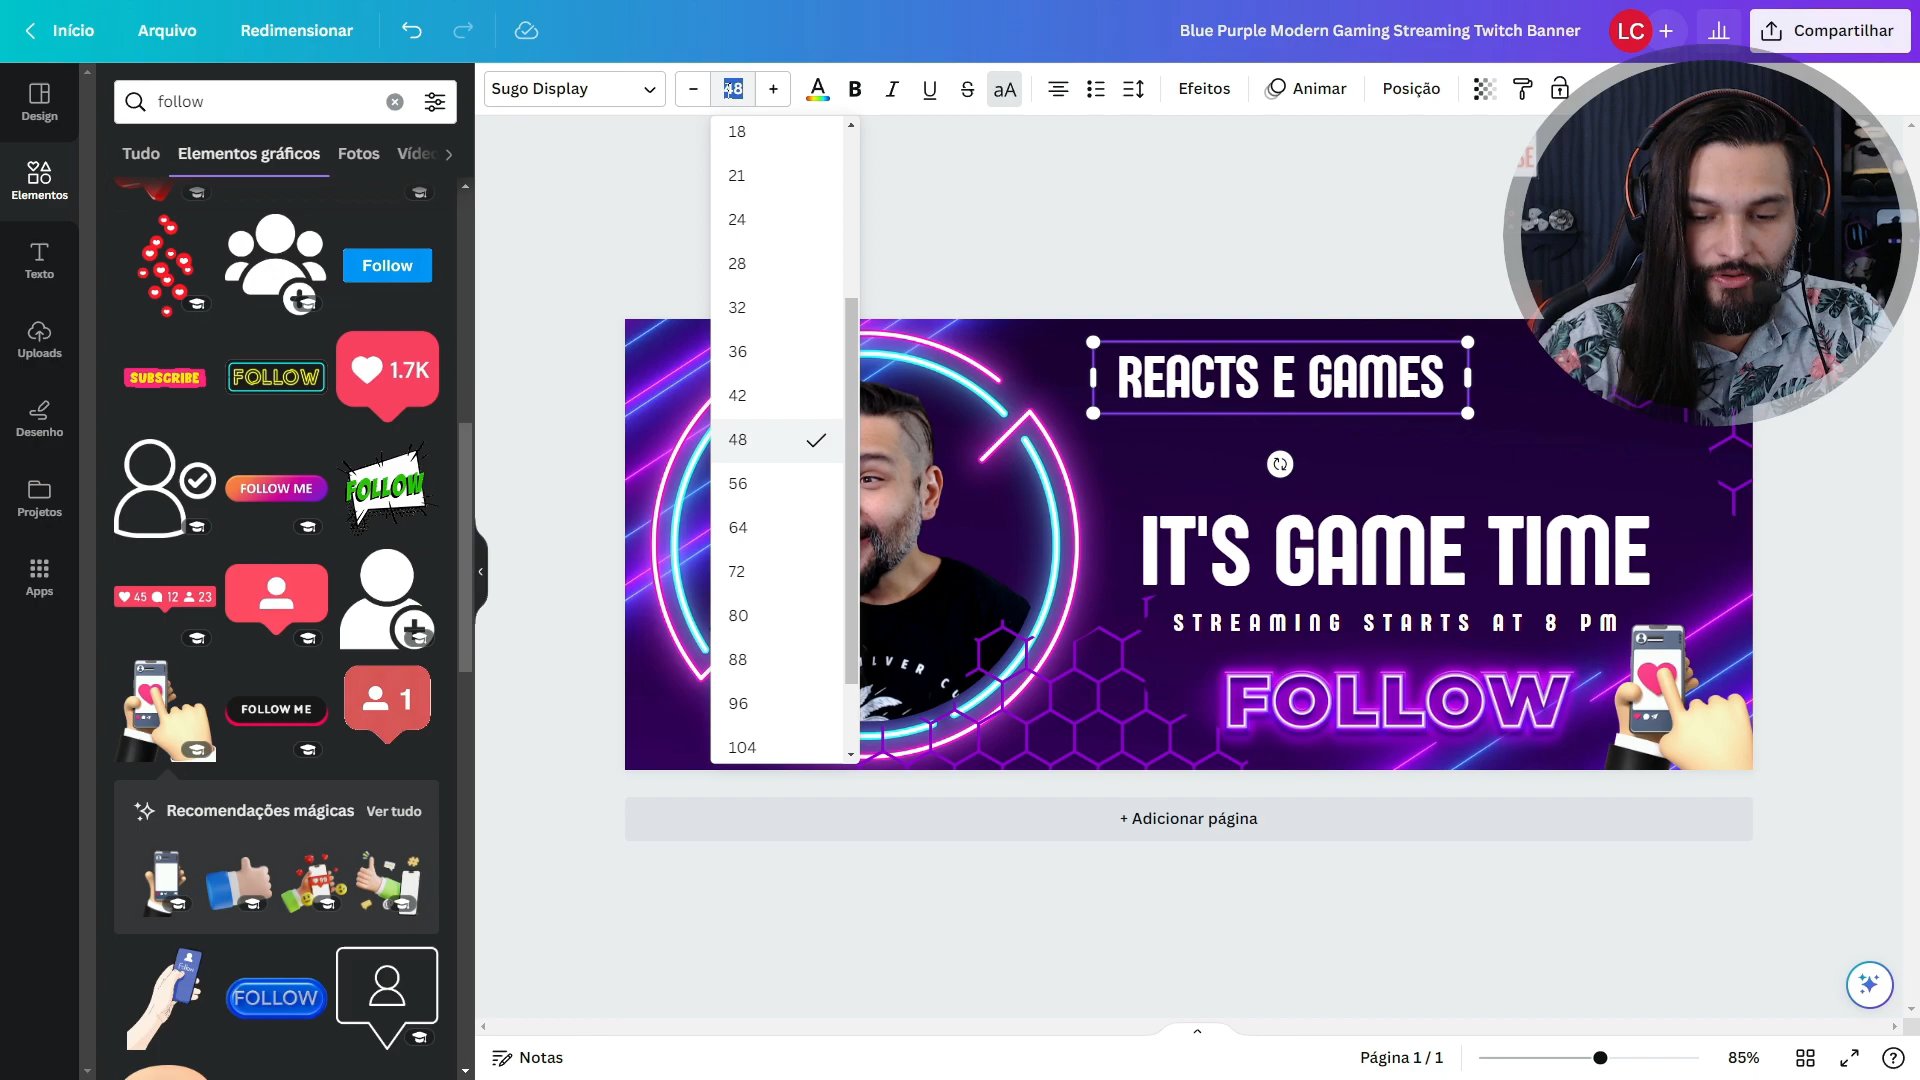 Início
Arquivo
Redimensionar
Blue Purple Modern Gaming Streaming Twitch Banner
LC
Compartilhar
Design
Elementos
Texto
Uploads
Desenho
Projetos
Apps
follow
Tudo
Elementos gráficos
Fotos
Víde
Follow
SUBSCRIBE
FOLLOW
1.7K
FOLLOW ME
FOLLOW
45 12 23
FOLLOW ME
1
Recomendações mágicas
Ver tudo
FOLLOW
Sugo Display
48
A
B
I
U
S
aA
Efeitos
Animar
Posição
18
21
24
28
32
36
42
48
56
64
72
80
88
96
104
REACTS E GAMES
IT'S GAME TIME
STREAMING STARTS AT 8 PM
FOLLOW
+ Adicionar página
Notas
Página 1 / 1
85%